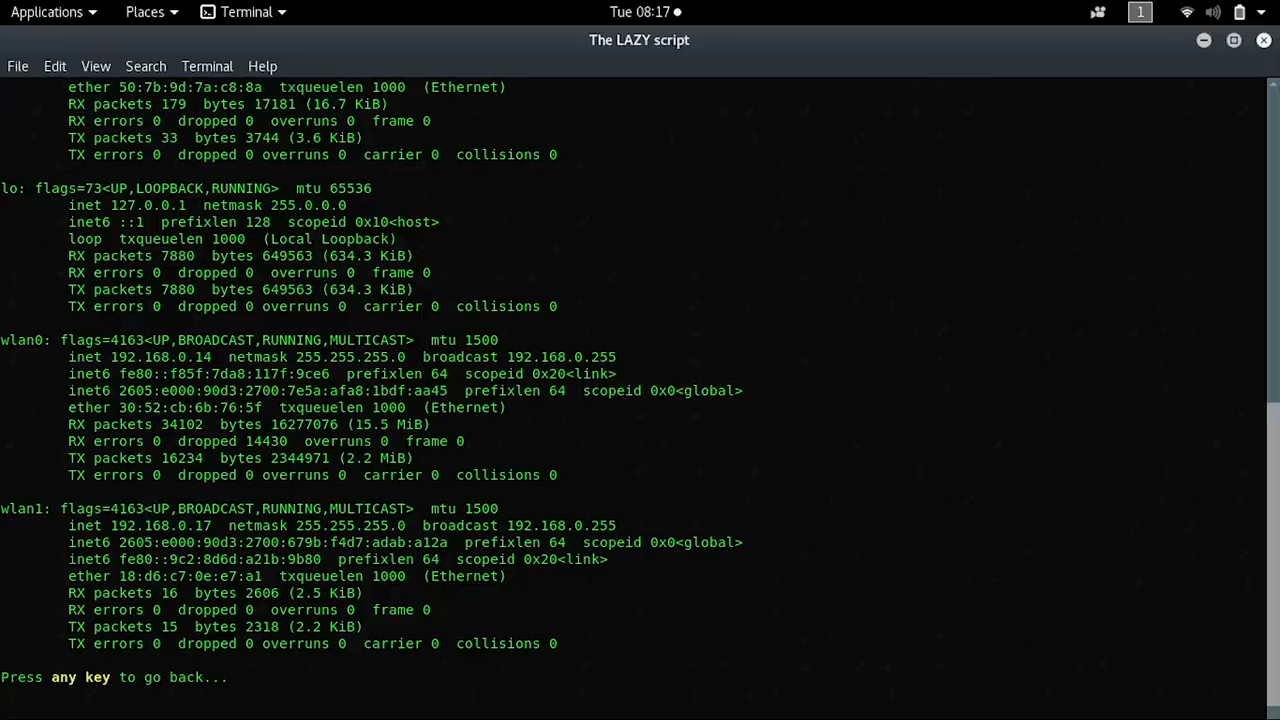 Applications Places Terminal Tue 08:17 1
The LAZY script
File Edit View Search Terminal Help
ether 50:7b:9d:7a:c8:8a txqueuelen 1000 (Ethernet)
RX packets 179 bytes 17181 (16.7 KiB)
RX errors 0 dropped 0 overruns 0 frame 0
TX packets 33 bytes 3744 (3.6 KiB)
TX errors 0 dropped 0 overruns 0 carrier 0 collisions 0
lo: flags=73<UP,LOOPBACK,RUNNING> mtu 65536
inet 127.0.0.1 netmask 255.0.0.0
inet6 ::1 prefixlen 128 scopeid 0x10<host>
loop txqueuelen 1000 (Local Loopback)
RX packets 7880 bytes 649563 (634.3 KiB)
RX errors 0 dropped 0 overruns 0 frame 0
TX packets 7880 bytes 649563 (634.3 KiB)
TX errors 0 dropped 0 overruns 0 carrier 0 collisions 0
wlan0: flags=4163<UP,BROADCAST,RUNNING,MULTICAST> mtu 1500
inet 192.168.0.14 netmask 255.255.255.0 broadcast 192.168.0.255
inet6 fe80::f85f:7da8:117f:9ce6 prefixlen 64 scopeid 0x20<link>
inet6 2605:e000:90d3:2700:7e5a:afa8:1bdf:aa45 prefixlen 64 scopeid 0x0<global>
ether 30:52:cb:6b:76:5f txqueuelen 1000 (Ethernet)
RX packets 34102 bytes 16277076 (15.5 MiB)
RX errors 0 dropped 14430 overruns 0 frame 0
TX packets 16234 bytes 2344971 (2.2 MiB)
TX errors 0 dropped 0 overruns 0 carrier 0 collisions 0
wlan1: flags=4163<UP,BROADCAST,RUNNING,MULTICAST> mtu 1500
inet 192.168.0.17 netmask 255.255.255.0 broadcast 192.168.0.255
inet6 2605:e000:90d3:2700:679b:f4d7:adab:a12a prefixlen 64 scopeid 0x0<global>
inet6 fe80::9c2:8d6d:a21b:9b80 prefixlen 64 scopeid 0x20<link>
ether 18:d6:c7:0e:e7:a1 txqueuelen 1000 (Ethernet)
RX packets 16 bytes 2606 (2.5 KiB)
RX errors 0 dropped 0 overruns 0 frame 0
TX packets 15 bytes 2318 (2.2 KiB)
TX errors 0 dropped 0 overruns 0 carrier 0 collisions 0
Press any key to go back...